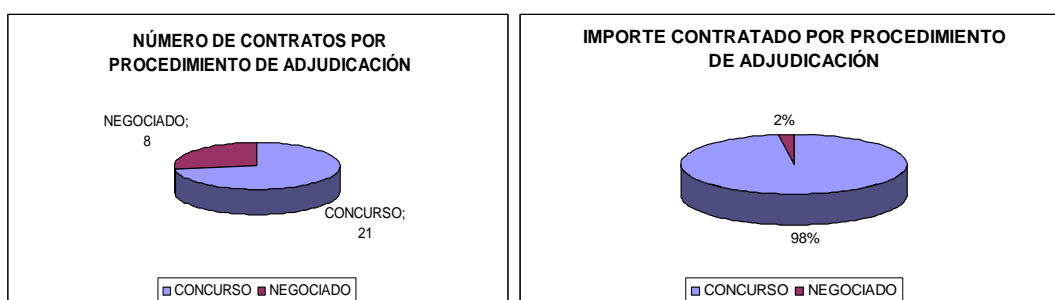 NÚMERO DE CONTRATOS POR
PROCEDIMIENTO DE ADJUDICACIÓN
NEGOCIADO;
8
CONCURSO;
21
CONCURSO NEGOCIADO
IMPORTE CONTRATADO POR PROCEDIMIENTO
DE ADJUDICACIÓN
2%
98%
CONCURSO NEGOCIADO